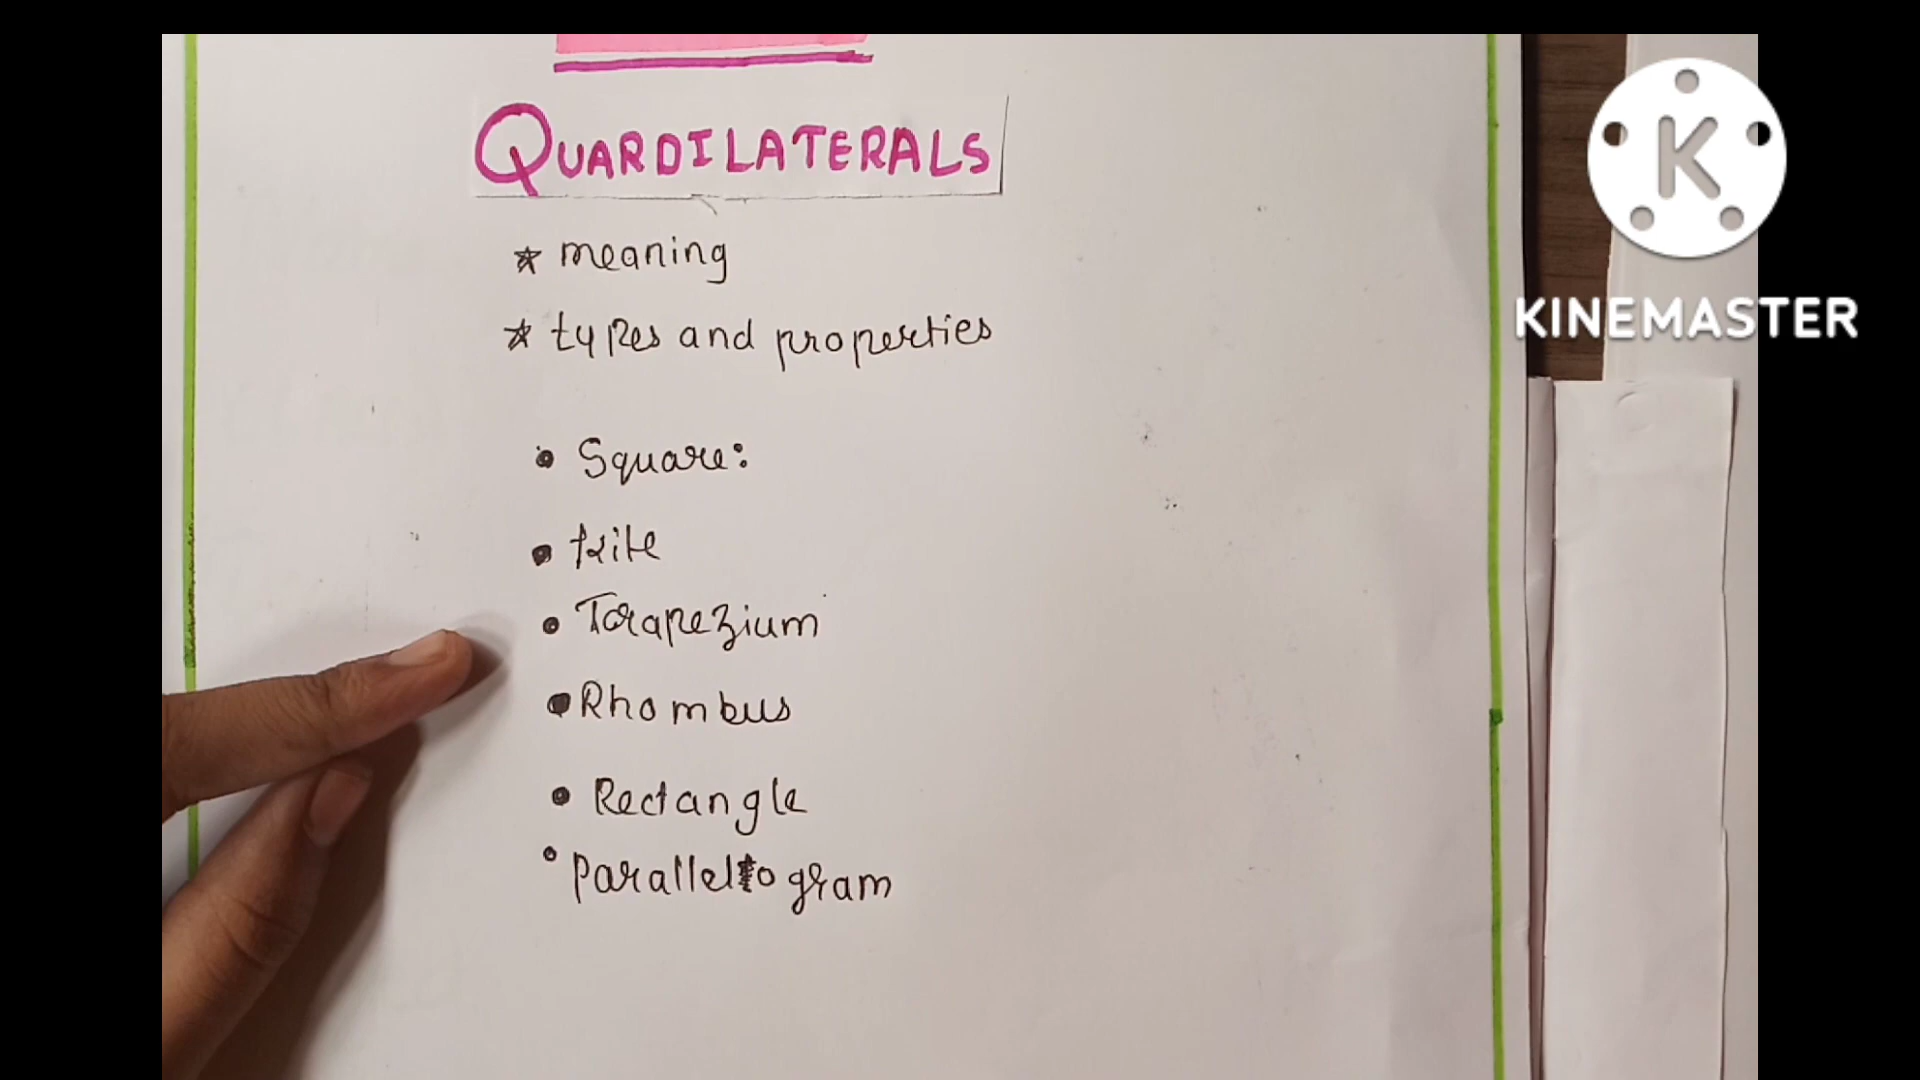 QUARDILATERALS
* meaning
* types and properties
• Square:
• kite
• Trapezium
• Rhombus
• Rectangle
• parallelogram
K
KINEMASTER